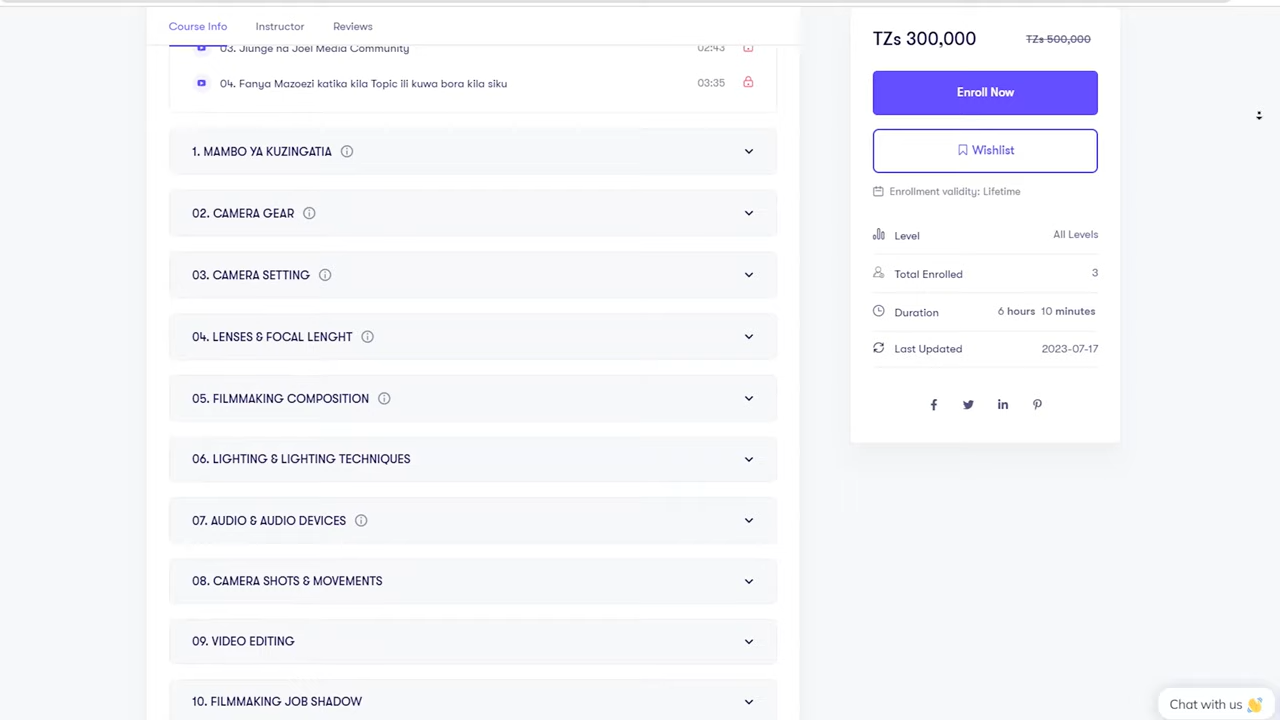 Course Info Instructor Reviews
03. Jiunge na Joel Media Community 02:43
04. Fanya Mazoezi katika kila Topic ili kuwa bora kila siku 03:35
1. MAMBO YA KUZINGATIA
02. CAMERA GEAR
03. CAMERA SETTING
04. LENSES & FOCAL LENGHT
05. FILMMAKING COMPOSITION
06. LIGHTING & LIGHTING TECHNIQUES
07. AUDIO & AUDIO DEVICES
08. CAMERA SHOTS & MOVEMENTS
09. VIDEO EDITING
10. FILMMAKING JOB SHADOW
TZs 300,000 TZs 500,000
Enroll Now
Wishlist
Enrollment validity: Lifetime
Level All Levels
Total Enrolled 3
Duration 6 hours 10 minutes
Last Updated 2023-07-17
Chat with us 👋